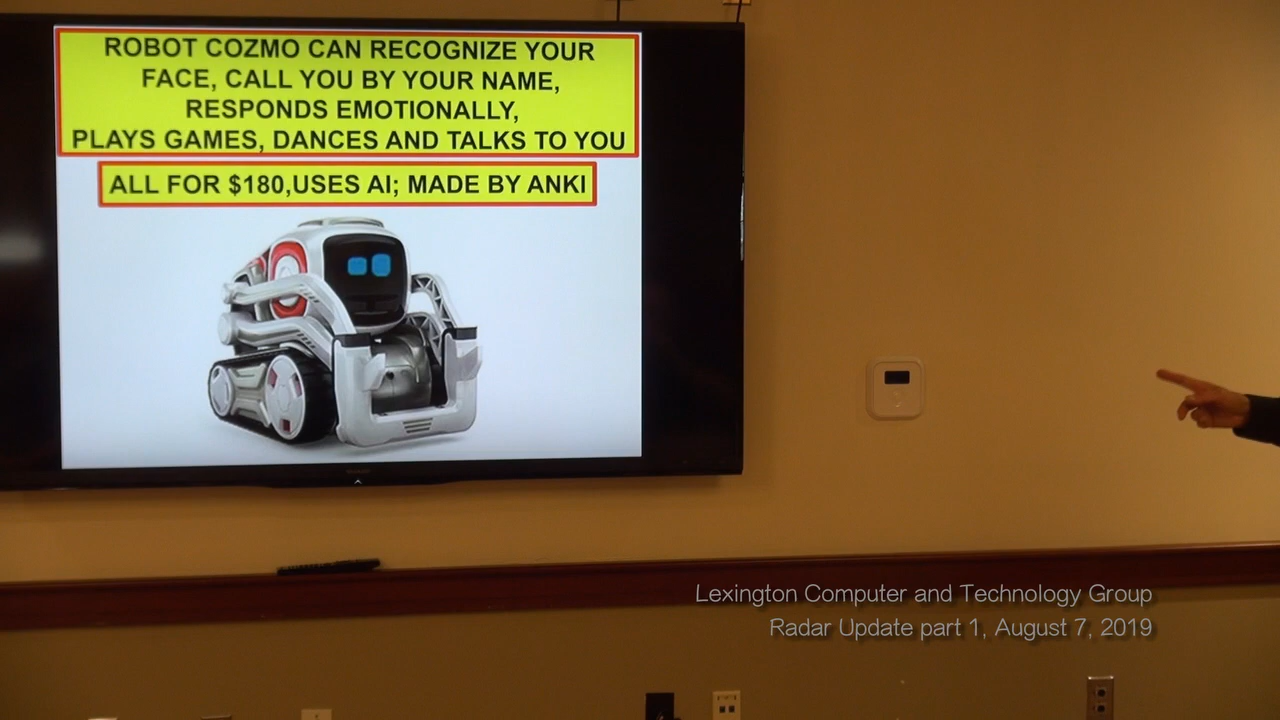 ROBOT COZMO CAN RECOGNIZE YOUR
FACE, CALL YOU BY YOUR NAME,
RESPONDS EMOTIONALLY,
PLAYS GAMES, DANCES AND TALKS TO YOU
ALL FOR $180,USES AI; MADE BY ANKI
Lexington Computer and Technology Group
Radar Update part 1, August 7, 2019